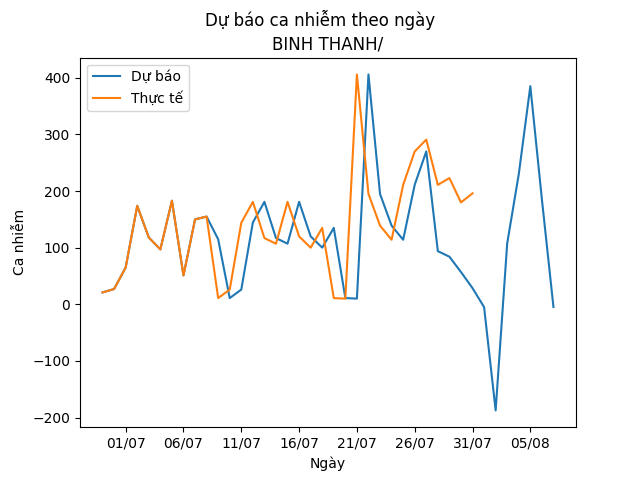 Dự báo ca nhiễm theo ngày
BINH THANH/
Dự báo
Thực tế
Ca nhiễm
400
300
200
100
0
−100
−200
01/07 06/07 11/07 16/07 21/07 26/07 31/07 05/08
Ngày